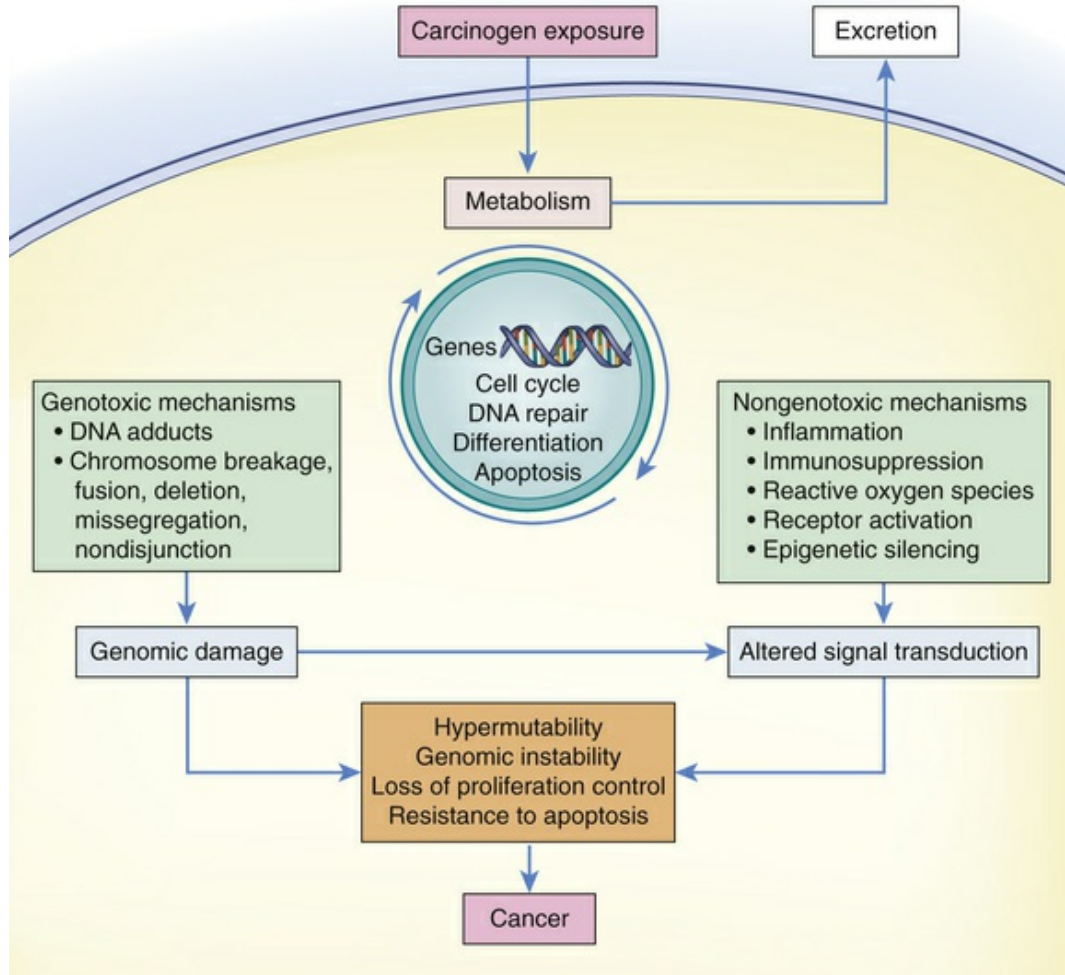 Carcinogen exposure
Excretion
Metabolism
Genes
Cell cycle
DNA repair
Differentiation
Apoptosis
Genotoxic mechanisms
• DNA adducts
• Chromosome breakage,
fusion, deletion,
missegregation,
nondisjunction
Nongenotoxic mechanisms
• Inflammation
• Immunosuppression
• Reactive oxygen species
• Receptor activation
• Epigenetic silencing
Genomic damage
Altered signal transduction
Hypermutability
Genomic instability
Loss of proliferation control
Resistance to apoptosis
Cancer